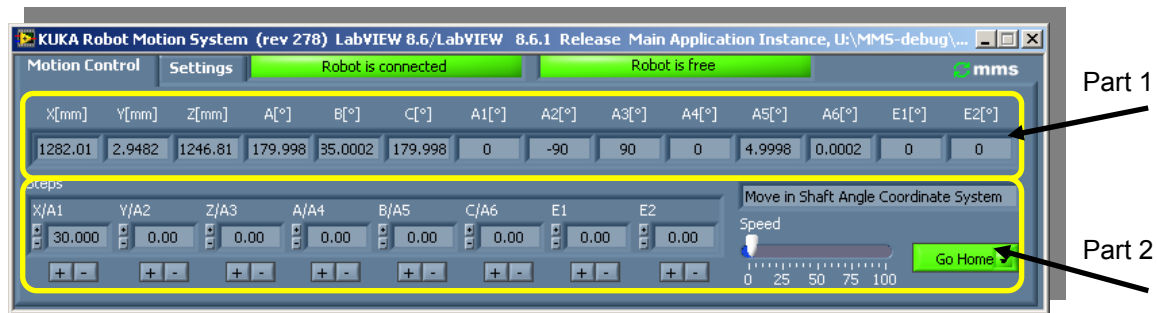 KUKA Robot Motion System (rev 278) LabVIEW 8.6/LabVIEW 8.6.1 Release Main Application Instance, U:\MMS-debug\...
Motion Control Settings Robot is connected Robot is free mms
Part 1
X[mm] Y[mm] Z[mm] A[°] B[°] C[°] A1[°] A2[°] A3[°] A4[°] A5[°] A6[°] E1[°] E2[°]
1282.01 2.9482 1246.81 179.998 35.0002 179.998 0 -90 90 0 4.9998 0.0002 0 0
Steps
Move in Shaft Angle Coordinate System
X/A1 Y/A2 Z/A3 A/A4 B/A5 C/A6 E1 E2
Speed
30.000 0.00 0.00 0.00 0.00 0.00 0.00 0.00
Part 2
Go Home
+ - + - + - + - + - + - + - + -
0 25 50 75 100